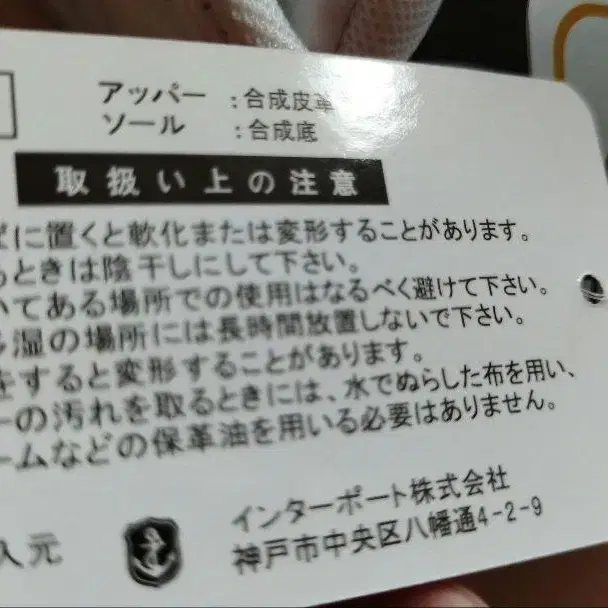 アッパー :合成皮革
ソール :合成底
取扱い上の注意
に置くと軟化または変形することがあります。
ときは陰干しにして下さい。
てある場所での使用はなるべく避けて下さい。
湿の場所には長時間放置しないで下さい。
をすると変形することがあります。
ーの汚れを取るときには、水でぬらした布を用い、
ームなどの保革油を用いる必要はありません。
インターポート株式会社
入元
神戸市中央区八幡通4-2-9